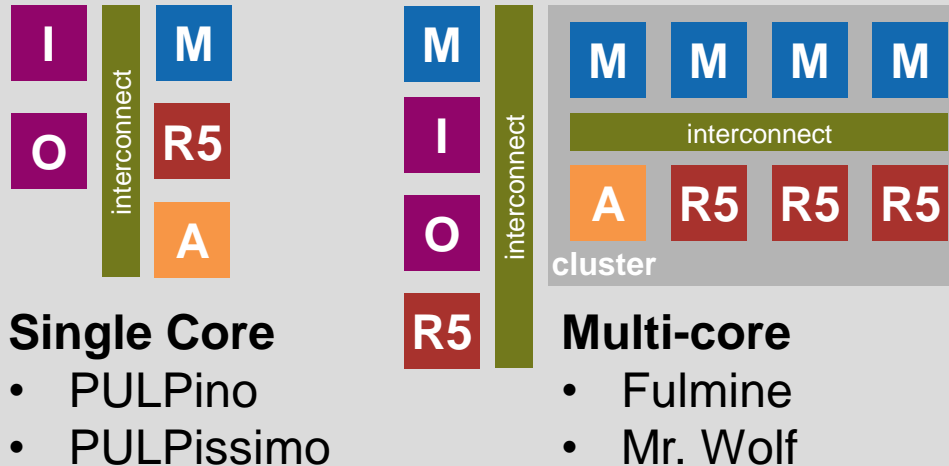 I
O
interconnect
M
R5
A
Single Core
• PULPino
• PULPissimo
M
I
O
R5
interconnect
M M M M
interconnect
A R5 R5 R5
cluster
Multi-core
• Fulmine
• Mr. Wolf